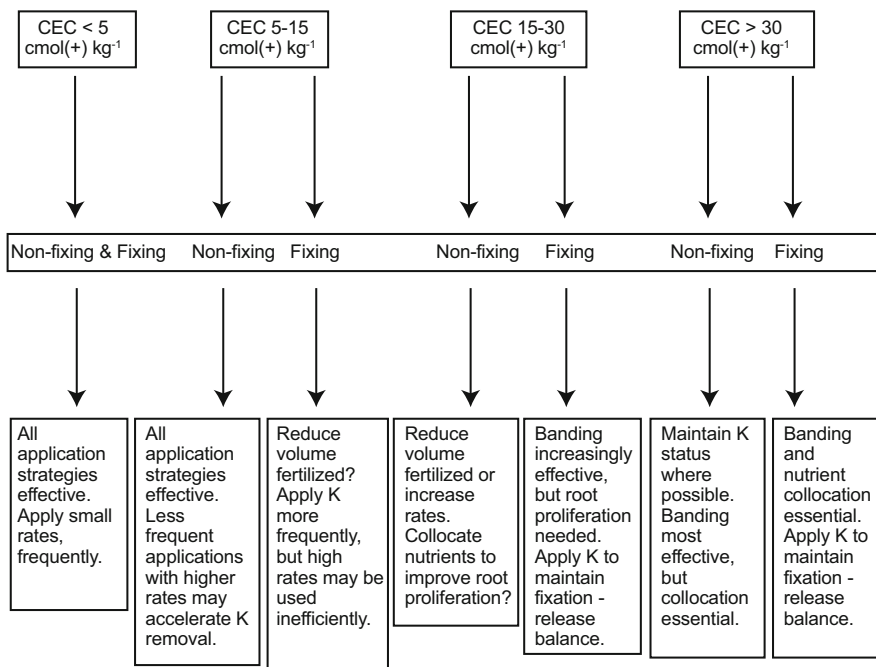 CEC < 5
cmol(+) kg⁻¹
CEC 5-15
cmol(+) kg⁻¹
CEC 15-30
cmol(+) kg⁻¹
CEC > 30
cmol(+) kg⁻¹
Non-fixing & Fixing
Non-fixing
Fixing
Non-fixing
Fixing
Non-fixing
Fixing
All
application
strategies
effective.
Apply small
rates,
frequently.
All
application
strategies
effective.
Less
frequent
applications
with higher
rates may
accelerate K
removal.
Reduce
volume
fertilized?
Apply K
more
frequently,
but high
rates may be
used
inefficiently.
Reduce
volume
fertilized or
increase
rates.
Collocate
nutrients to
improve root
proliferation?
Banding
increasingly
effective,
but root
proliferation
needed.
Apply K to
maintain
fixation -
release
balance.
Maintain K
status
where
possible.
Banding
most
effective,
but
collocation
essential.
Banding
and
nutrient
collocation
essential.
Apply K to
maintain
fixation -
release
balance.